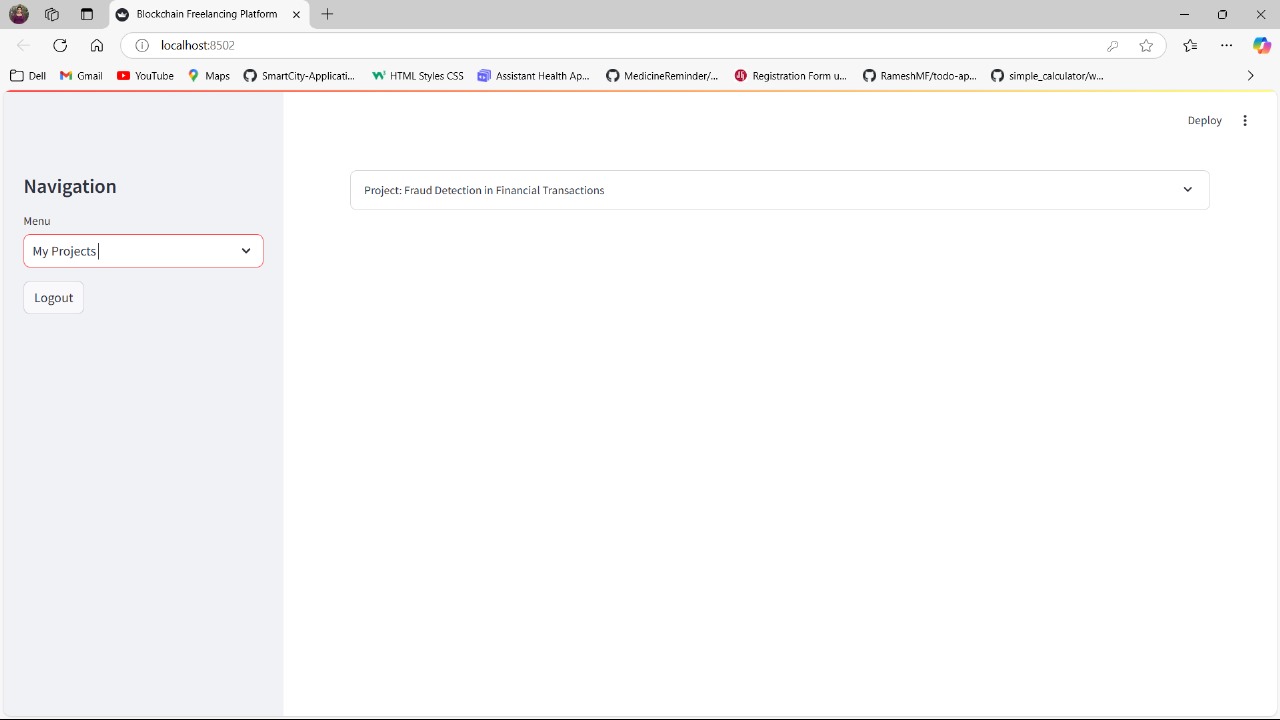 Blockchain Freelancing Platform
localhost:8502
Dell Gmail YouTube Maps SmartCity-Applicati... HTML Styles CSS Assistant Health Ap... MedicineReminder/... Registration Form u... RameshMF/todo-ap... simple_calculator/w...
Deploy
Navigation
Menu
My Projects
Logout
Project: Fraud Detection in Financial Transactions